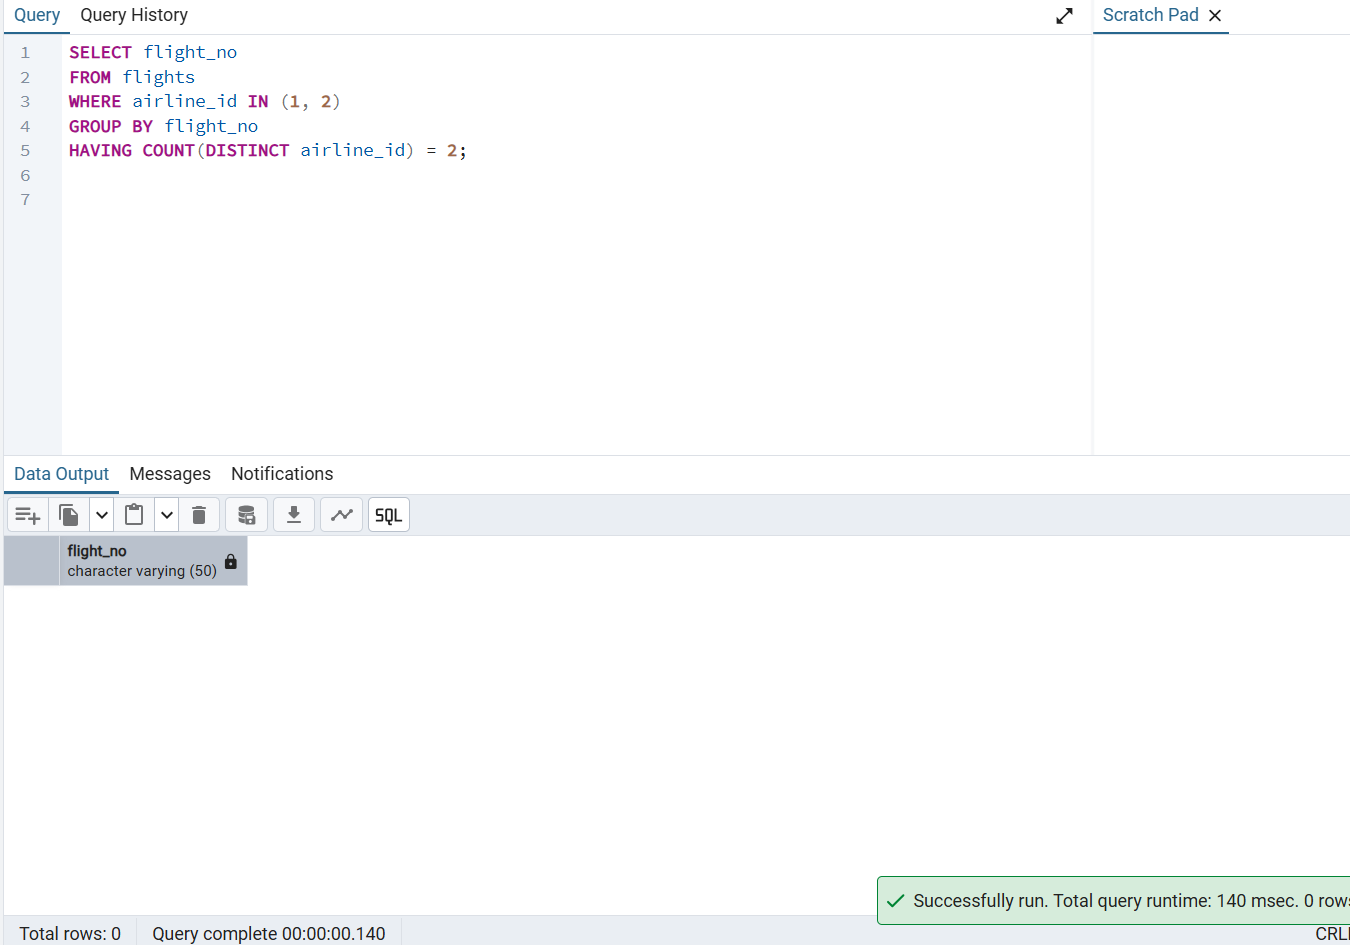 Query Query History Scratch Pad
1 SELECT flight_no
2 FROM flights
3 WHERE airline_id IN (1, 2)
4 GROUP BY flight_no
5 HAVING COUNT(DISTINCT airline_id) = 2;
6
7
Data Output Messages Notifications
SQL
flight_no
character varying (50)
Successfully run. Total query runtime: 140 msec. 0 rows
Total rows: 0 Query complete 00:00:00.140 CRL